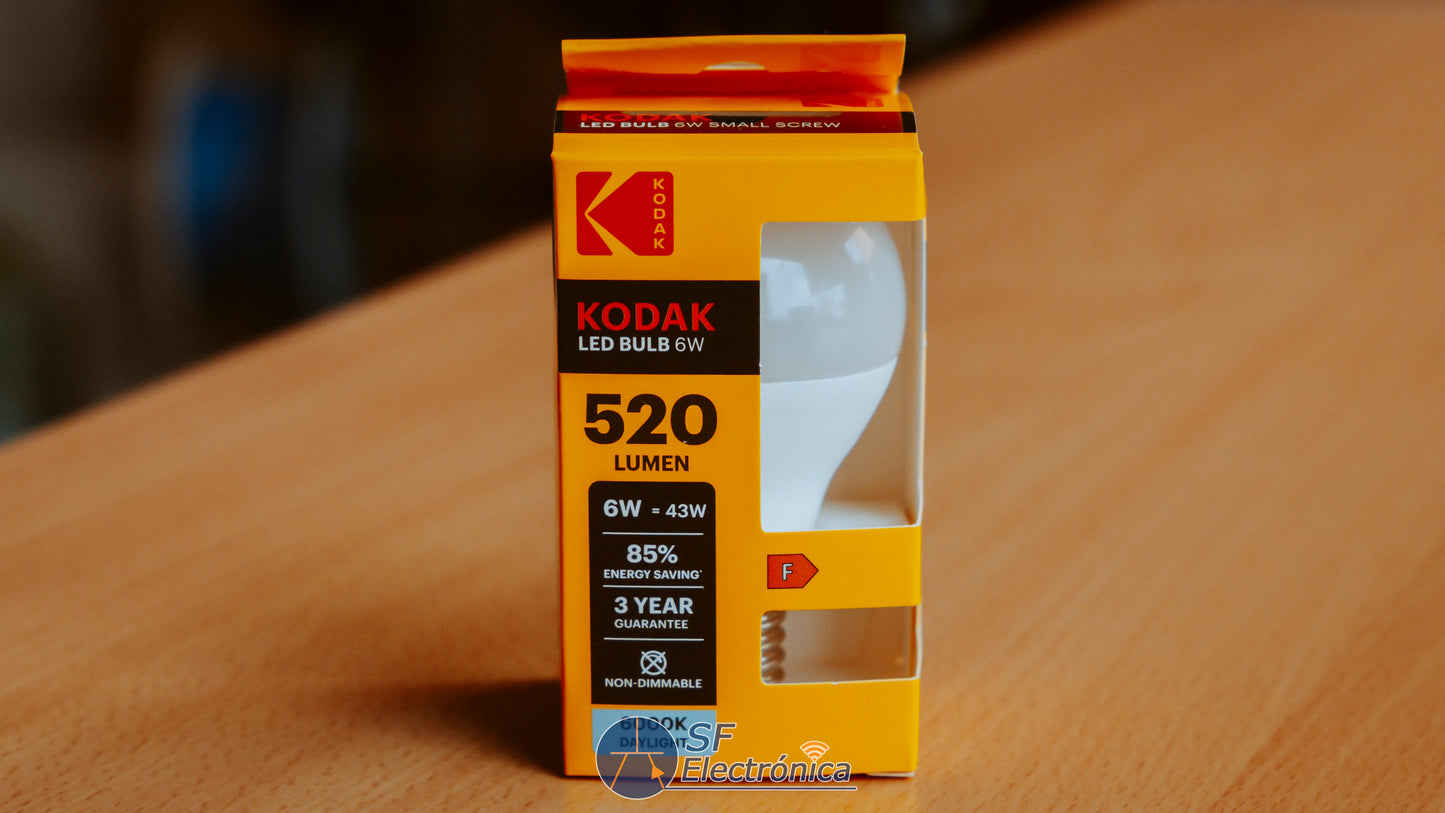 KODAK
LED BULB 6W SMALL SCREW
KODAK
KODAK
LED BULB 6W
520
LUMEN
6W = 43W
85%
ENERGY SAVING*
3 YEAR
GUARANTEE
NON-DIMMABLE
F
6000K
DAYLIGHT
SF
Electrónica